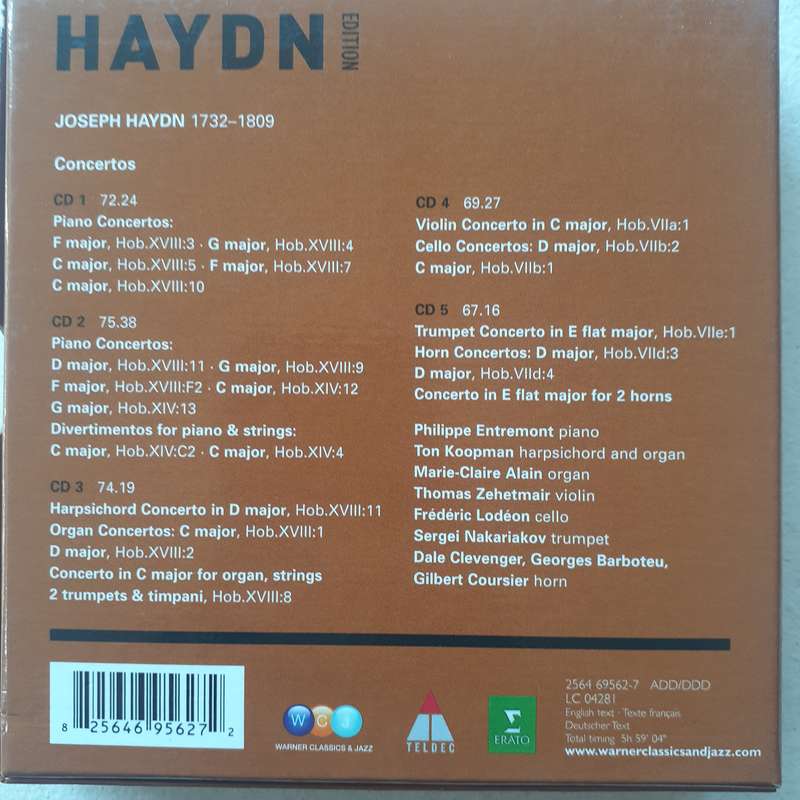 HAYDN EDITION
JOSEPH HAYDN 1732–1809
Concertos
CD 1 72.24
Piano Concertos:
F major, Hob.XVIII:3 · G major, Hob.XVIII:4
C major, Hob.XVIII:5 · F major, Hob.XVIII:7
C major, Hob.XVIII:10
CD 2 75.38
Piano Concertos:
D major, Hob.XVIII:11 · G major, Hob.XVIII:9
F major, Hob.XVIII:F2 · C major, Hob.XIV:12
G major, Hob.XIV:13
Divertimentos for piano & strings:
C major, Hob.XIV:C2 · C major, Hob.XIV:4
CD 3 74.19
Harpsichord Concerto in D major, Hob.XVIII:11
Organ Concertos: C major, Hob.XVIII:1
D major, Hob.XVIII:2
Concerto in C major for organ, strings
2 trumpets & timpani, Hob.XVIII:8
CD 4 69.27
Violin Concerto in C major, Hob.VIIa:1
Cello Concertos: D major, Hob.VIIb:2
C major, Hob.VIIb:1
CD 5 67.16
Trumpet Concerto in E flat major, Hob.VIIe:1
Horn Concertos: D major, Hob.VIId:3
D major, Hob.VIId:4
Concerto in E flat major for 2 horns
Philippe Entremont piano
Ton Koopman harpsichord and organ
Marie-Claire Alain organ
Thomas Zehetmair violin
Frédéric Lodéon cello
Sergei Nakariakov trumpet
Dale Clevenger, Georges Barboteu,
Gilbert Coursier horn
8 25646 95627 2
WCJ
WARNER CLASSICS & JAZZ
TELDEC
ERATO
2564 69562-7 ADD/DDD
LC 04281
English text · Texte français
Deutscher Text
Total timing 5h 59' 04"
www.warnerclassicsandjazz.com